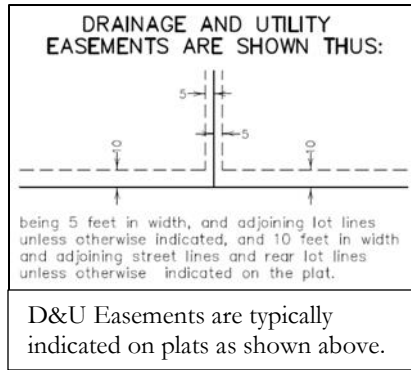 DRAINAGE AND UTILITY
EASEMENTS ARE SHOWN THUS:
5
5
10
10
being 5 feet in width, and adjoining lot lines
unless otherwise indicated, and 10 feet in width
and adjoining street lines and rear lot lines
unless otherwise indicated on the plat.
D&U Easements are typically
indicated on plats as shown above.